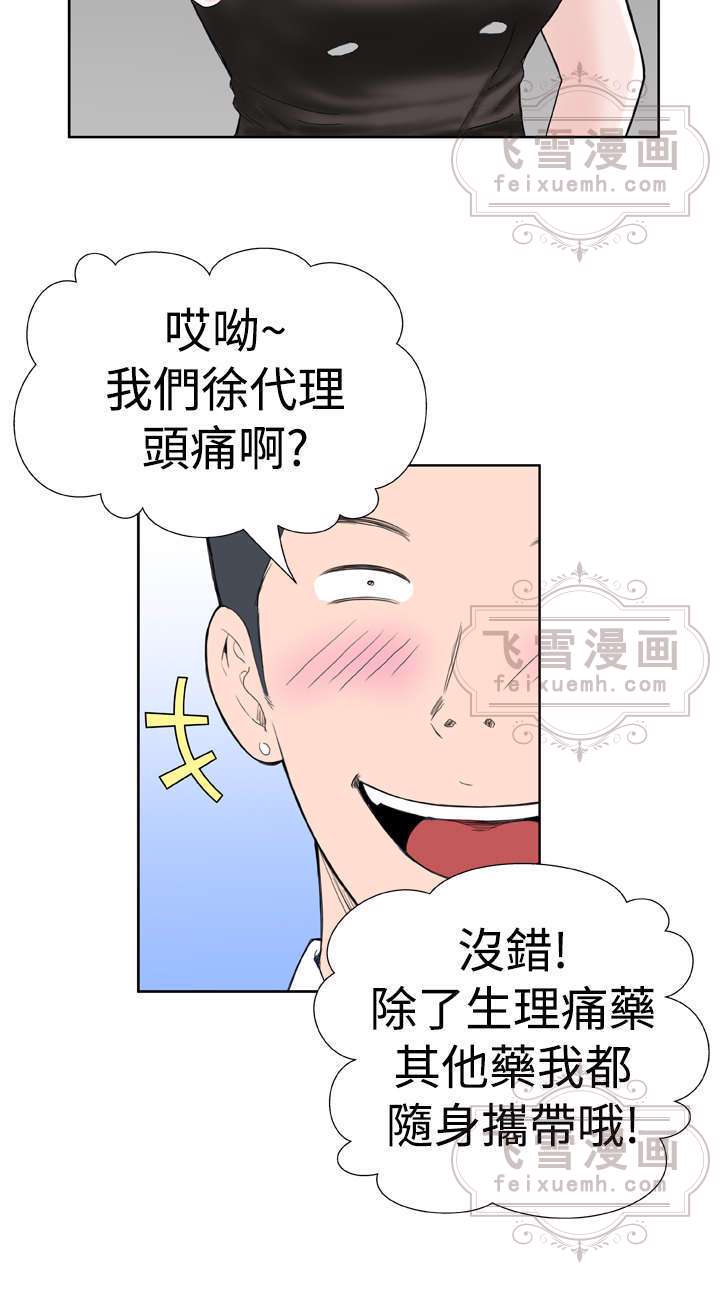 飞雪漫画
feixuemh.com
哎呦~
我們徐代理
頭痛啊?
飞雪漫画
feixuemh.com
沒錯!
除了生理痛藥
其他藥我都
隨身攜帶哦!
飞雪漫画
feixuemh.com